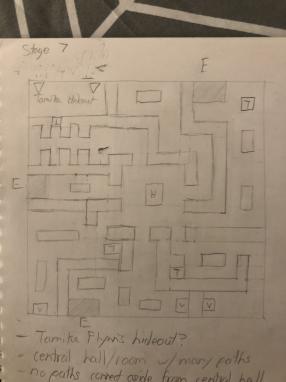 Stage 7
E
Tamika Hideout
E
E
- Tamika Flynn's hideout?
- central hall/room w/ many paths
- no paths connect aside from central hall